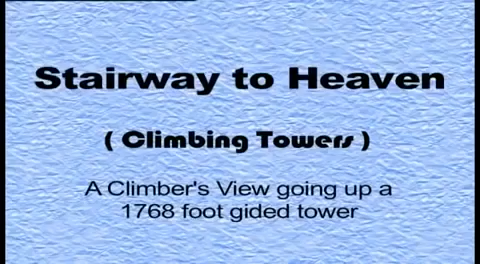 Stairway to Heaven
( Climbing Towers )
A Climber's View going up a
1768 foot gided tower